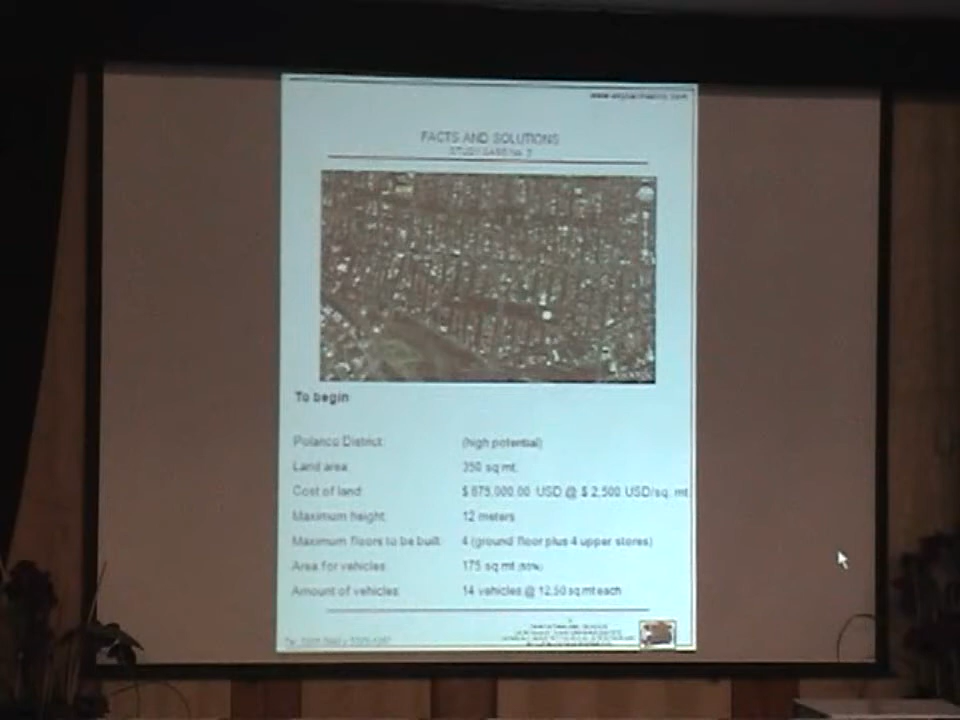 FACTS AND SOLUTIONS
To begin
Polanco District: (high potential)
Land area: 350 sq mt.
Cost of land: $ 875,000.00 USD @ $ 2,500 USD/sq. mt
Maximum height: 12 meters
Maximum floors to be built: 4 (ground floor plus 4 upper stores)
Area for vehicles: 175 sq mt (50%)
Amount of vehicles: 14 vehicles @ 12.50 sq mt each